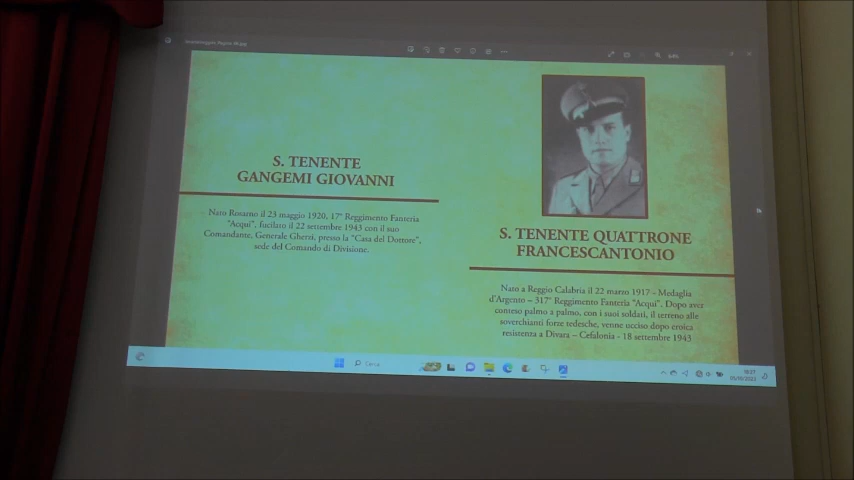 S. TENENTE
GANGEMI GIOVANNI
Nato Rosarno il 23 maggio 1920, 17° Reggimento Fanteria
"Acqui", fucilato il 22 settembre 1943 con il suo
Comandante, Generale Gherzi, presso la "Casa del Dottore",
sede del Comando di Divisione.
S. TENENTE QUATTRONE
FRANCESCANTONIO
Nato a Reggio Calabria il 22 marzo 1917 - Medaglia
d'Argento – 317° Reggimento Fanteria "Acqui". Dopo aver
conteso palmo a palmo, con i suoi soldati, il terreno alle
soverchianti forze tedesche, venne ucciso dopo eroica
resistenza a Divara – Cefalonia - 18 settembre 1943
Cerca